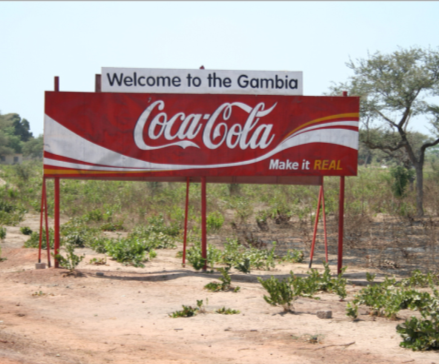 Welcome to the Gambia
Coca-Cola
Make it REAL